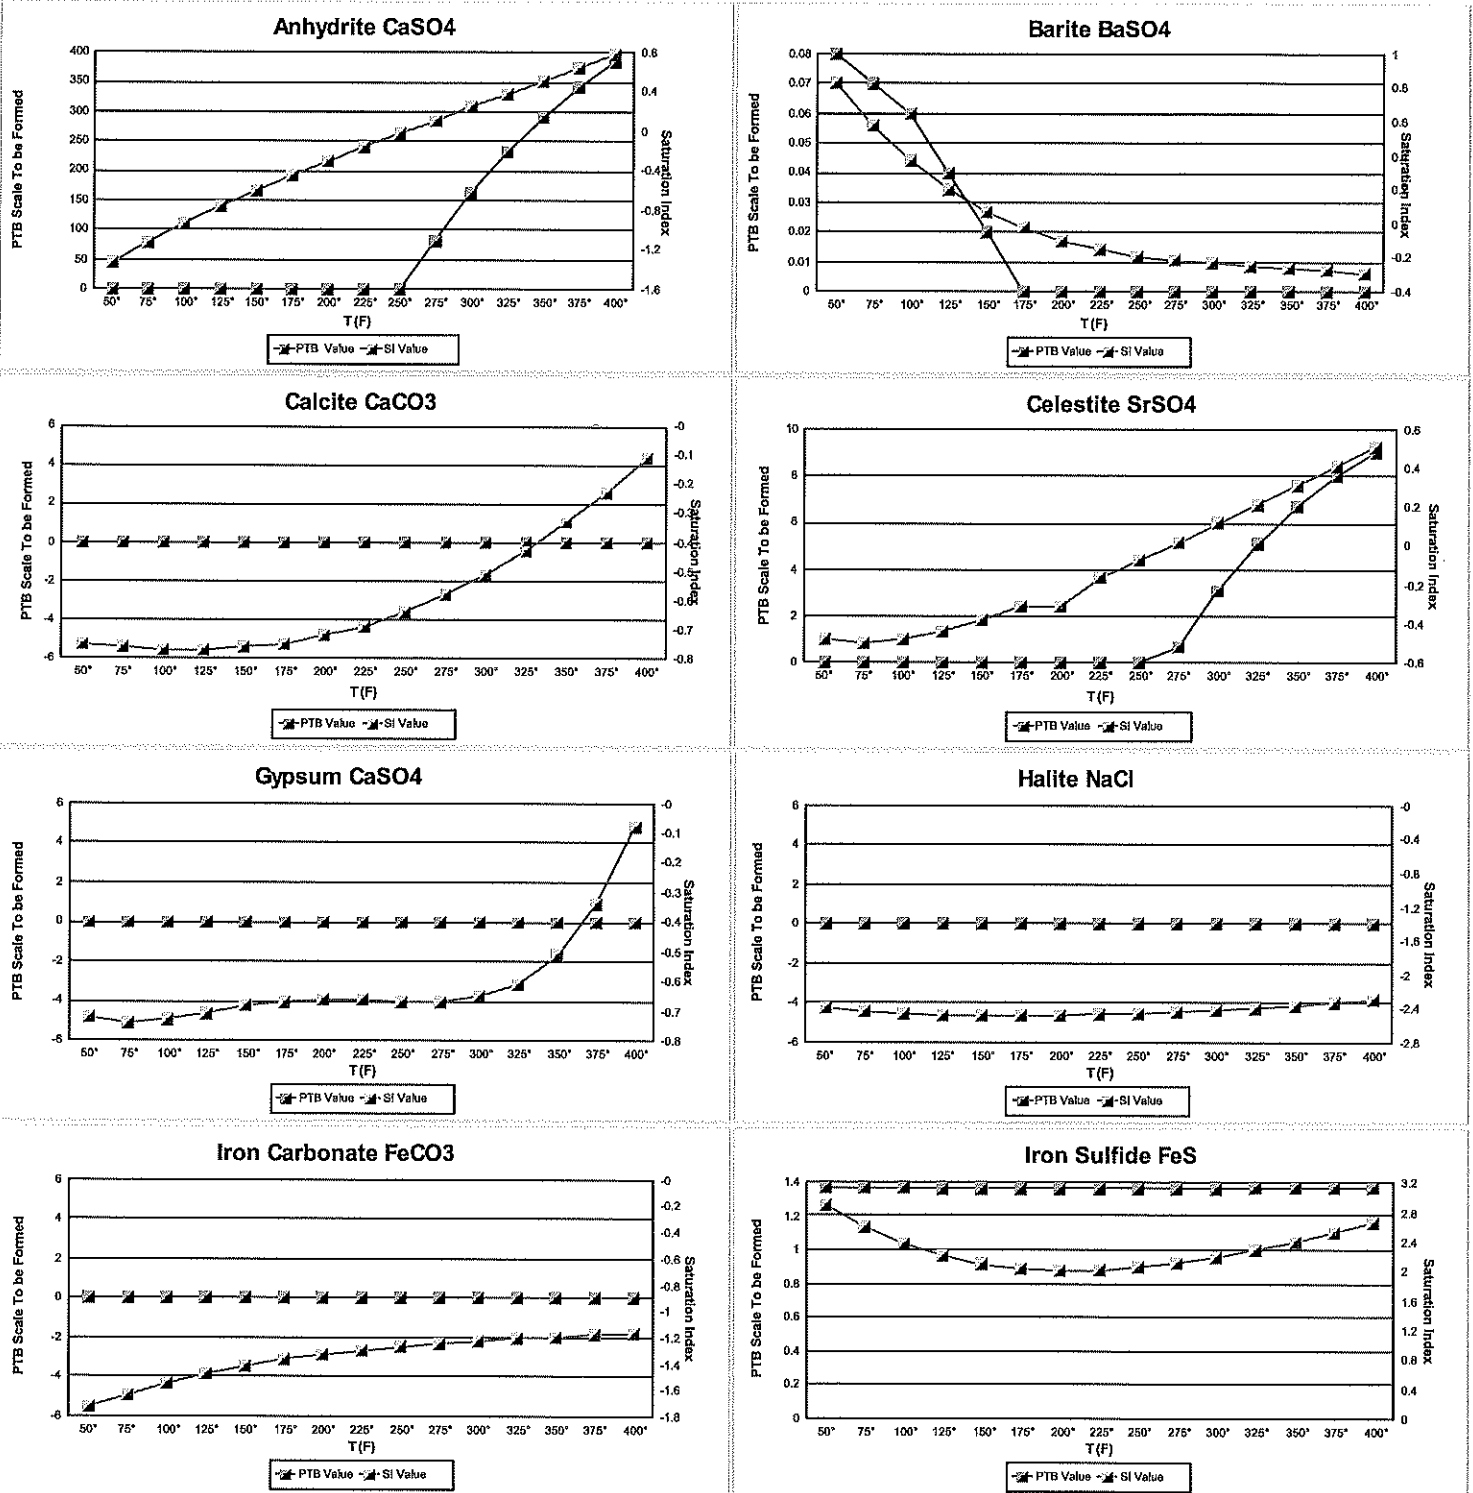 Anhydrite CaSO4
PTB Scale To be Formed
400
350
300
250
200
150
100
50
0
0.6
0.4
0
-0.4
-0.8
-1.2
-1.6
Saturation Index
50° 75° 100° 125° 150° 175° 200° 225° 250° 275° 300° 325° 350° 375° 400°
T (F)
PTB Value SI Value
Barite BaSO4
PTB Scale To be Formed
0.08
0.07
0.06
0.05
0.04
0.03
0.02
0.01
0
1
0.8
0.6
0
-0.2
-0.4
Saturation Index
50° 75° 100° 125° 150° 175° 200° 225° 250° 275° 300° 325° 350° 375° 400°
T (F)
PTB Value SI Value
Calcite CaCO3
PTB Scale To be Formed
6
4
2
0
-2
-4
-6
-0
-0.1
-0.2
-0.3
-0.7
-0.8
Saturation Index
50° 75° 100° 125° 150° 175° 200° 225° 250° 275° 300° 325° 350° 375° 400°
T (F)
PTB Value SI Value
Celestite SrSO4
PTB Scale To be Formed
10
8
6
4
2
0
0.6
0.4
0.2
0
-0.2
-0.4
-0.6
Saturation Index
50° 75° 100° 125° 150° 175° 200° 225° 250° 275° 300° 325° 350° 375° 400°
T (F)
PTB Value SI Value
Gypsum CaSO4
PTB Scale To be Formed
6
4
2
0
-2
-4
-6
-0
-0.1
-0.2
-0.3
-0.4
-0.5
-0.6
-0.7
-0.8
Saturation Index
50° 75° 100° 125° 150° 175° 200° 225° 250° 275° 300° 325° 350° 375° 400°
T (F)
PTB Value SI Value
Halite NaCl
PTB Scale To be Formed
6
4
2
0
-2
-4
-6
-0
-0.4
-0.8
-1.2
-1.6
-2
-2.4
-2.8
Saturation Index
50° 75° 100° 125° 150° 175° 200° 225° 250° 275° 300° 325° 350° 375° 400°
T (F)
PTB Value SI Value
Iron Carbonate FeCO3
PTB Scale To be Formed
6
4
2
0
-2
-4
-6
-0
-0.2
-0.4
-0.6
-0.8
-1
-1.2
-1.4
-1.6
-1.8
Saturation Index
50° 75° 100° 125° 150° 175° 200° 225° 250° 275° 300° 325° 350° 375° 400°
T (F)
PTB Value SI Value
Iron Sulfide FeS
PTB Scale To be Formed
1.4
1.2
1
0.8
0.6
0.4
0.2
0
3.2
2.8
2.4
2
1.6
1.2
0.8
0.4
0
Saturation Index
50° 75° 100° 125° 150° 175° 200° 225° 250° 275° 300° 325° 350° 375° 400°
T (F)
PTB Value SI Value